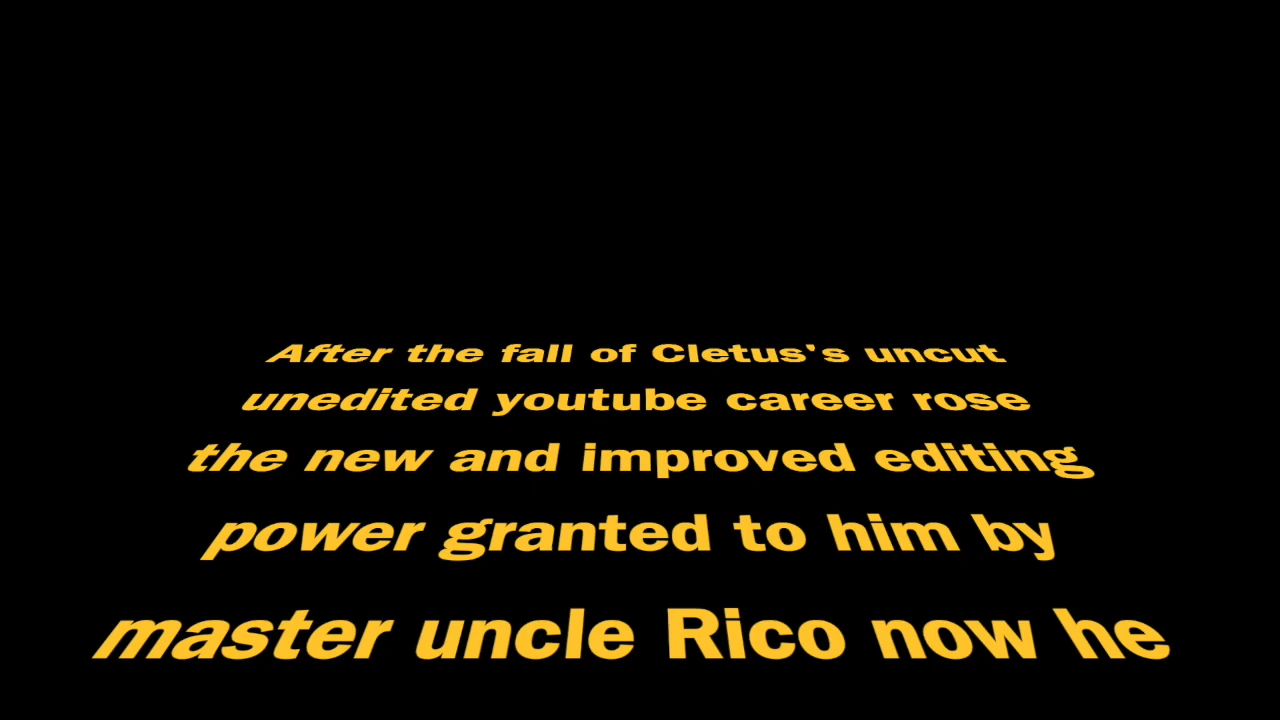 After the fall of Cletus's uncut
unedited youtube career rose
the new and improved editing
power granted to him by
master uncle Rico now he